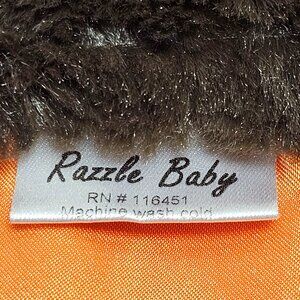 Razzle Baby
RN # 116451
Machine wash cold